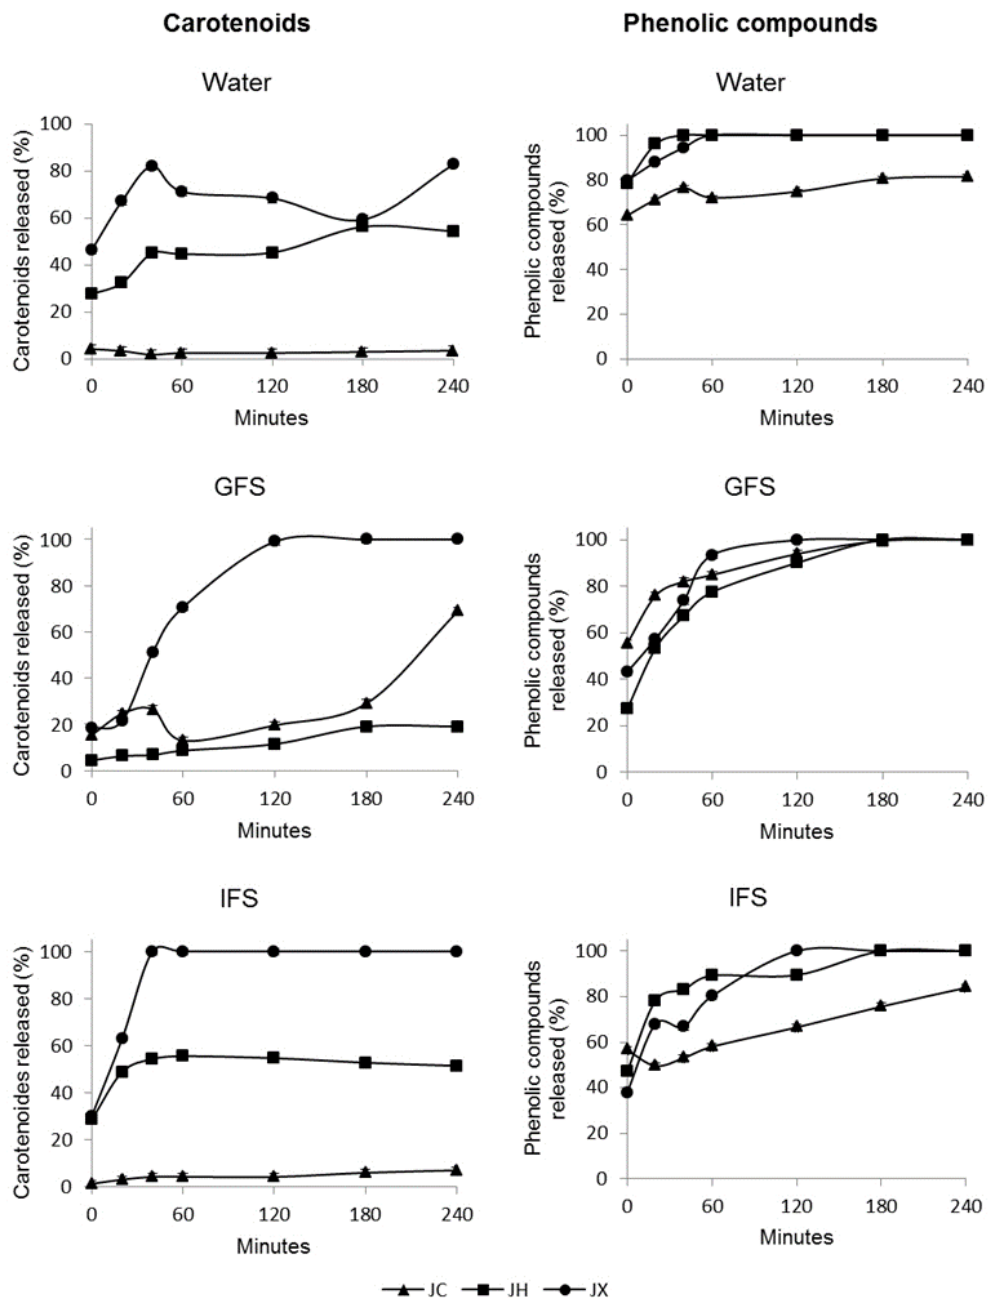 Carotenoids
Phenolic compounds
Water
Carotenoids released (%)
100
80
60
40
20
0
0 60 120 180 240
Minutes
Water
Phenolic compounds
released (%)
100
80
60
40
20
0
0 60 120 180 240
Minutes
GFS
Carotenoids released (%)
100
80
60
40
20
0
0 60 120 180 240
Minutes
GFS
Phenolic compounds
released (%)
100
80
60
40
20
0
0 60 120 180 240
Minutes
IFS
Carotenoides released (%)
100
80
60
40
20
0
0 60 120 180 240
Minutes
IFS
Phenolic compounds
released (%)
100
80
60
40
20
0
0 60 120 180 240
Minutes
JC JH JX